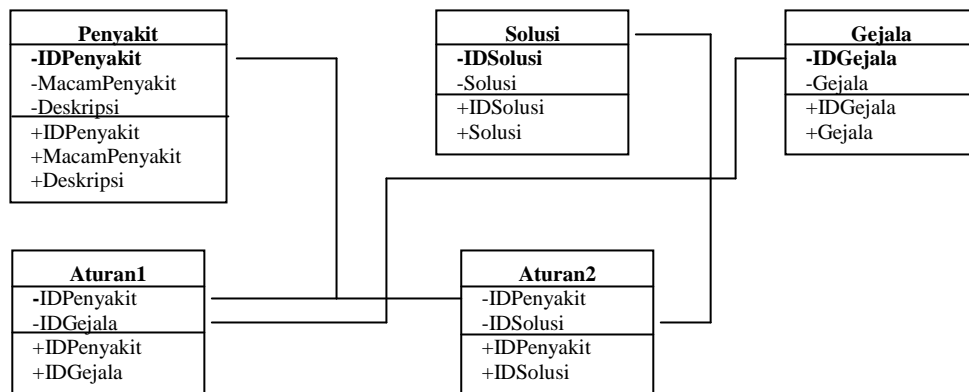 Penyakit
-IDPenyakit
-MacamPenyakit
-Deskripsi
+IDPenyakit
+MacamPenyakit
+Deskripsi
Solusi
-IDSolusi
-Solusi
+IDSolusi
+Solusi
Gejala
-IDGejala
-Gejala
+IDGejala
+Gejala
Aturan1
-IDPenyakit
-IDGejala
+IDPenyakit
+IDGejala
Aturan2
-IDPenyakit
-IDSolusi
+IDPenyakit
+IDSolusi